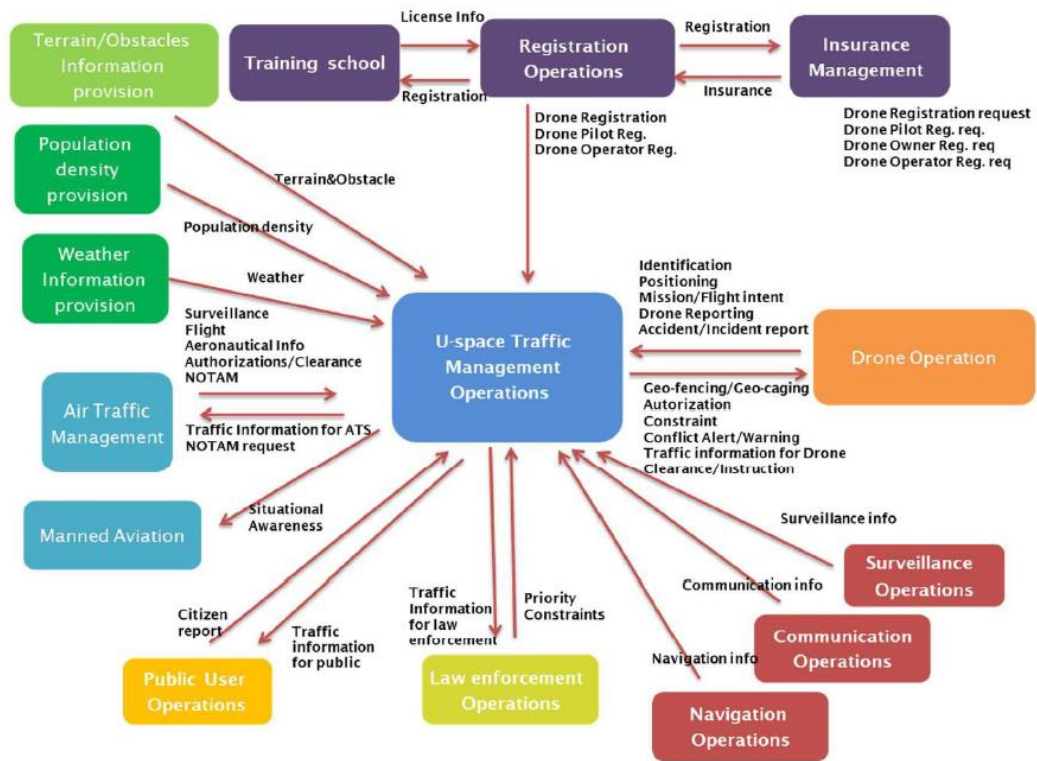 Terrain/Obstacles
Information
provision
Training school
License Info
Registration
Registration
Operations
Registration
Insurance
Insurance
Management
Drone Registration
Drone Pilot Reg.
Drone Operator Reg.
Drone Registration request
Drone Pilot Reg. req.
Drone Owner Reg. req
Drone Operator Reg. req
Population
density
provision
Terrain&Obstacle
Population density
Weather
Information
provision
Weather
Surveillance
Flight
Aeronautical Info
Authorizations/Clearance
NOTAM
U-space Traffic
Management
Operations
Identification
Positioning
Mission/Flight intent
Drone Reporting
Accident/Incident report
Drone Operation
Geo-fencing/Geo-caging
Autorization
Constraint
Conflict Alert/Warning
Traffic information for Drone
Clearance/Instruction
Air Traffic
Management
Traffic Information for ATS
NOTAM request
Manned Aviation
Situational
Awareness
Surveillance info
Surveillance
Operations
Citizen
report
Traffic
information
for public
Traffic
Information
for law
enforcement
Priority
Constraints
Communication info
Communication
Operations
Navigation info
Public User
Operations
Law enforcement
Operations
Navigation
Operations